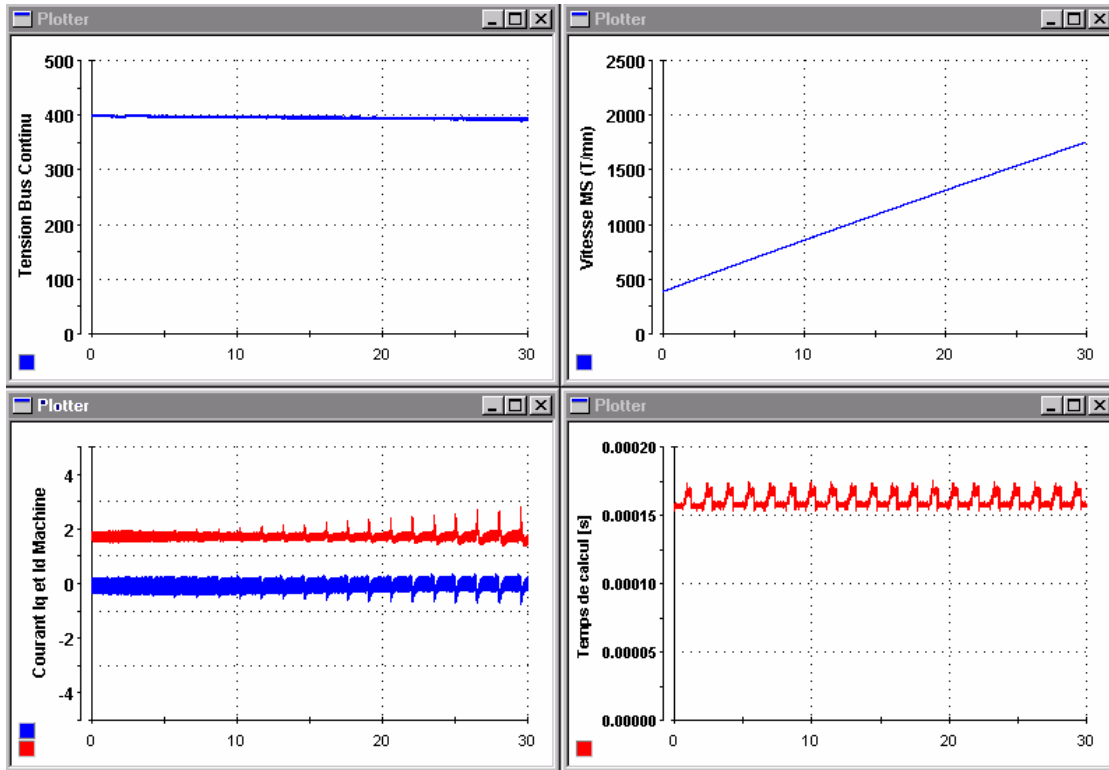 Plotter
Tension Bus Continu
500
400
300
200
100
0
0 10 20 30
Plotter
Vitesse MS (T/mn)
2500
2000
1500
1000
500
0
0 10 20 30
Plotter
Courant Iq et Id Machine
4
2
0
-2
-4
0 10 20 30
Plotter
Temps de calcul [s]
0.00020
0.00015
0.00010
0.00005
0.00000
0 10 20 30